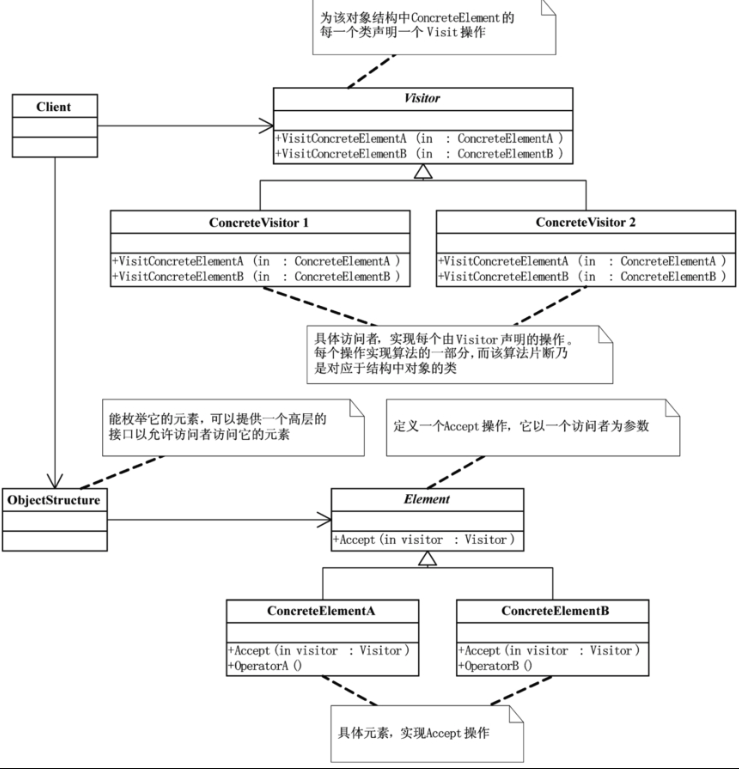 为该对象结构中ConcreteElement的
每一个类声明一个 Visit 操作
Client
Visitor
+VisitConcreteElementA (in : ConcreteElementA )
+VisitConcreteElementB (in : ConcreteElementB )
ConcreteVisitor 1
+VisitConcreteElementA (in : ConcreteElementA )
+VisitConcreteElementB (in : ConcreteElementB )
ConcreteVisitor 2
+VisitConcreteElementA (in : ConcreteElementA )
+VisitConcreteElementB (in : ConcreteElementB )
具体访问者，实现每个由Visitor声明的操作。
每个操作实现算法的一部分,而该算法片断乃
是对应于结构中对象的类
能枚举它的元素，可以提供一个高层的
接口以允许访问者访问它的元素
定义一个Accept 操作，它以一个访问者为参数
ObjectStructure
Element
+Accept(in visitor : Visitor)
ConcreteElementA
+Accept(in visitor : Visitor)
+OperatorA()
ConcreteElementB
+Accept(in visitor : Visitor)
+OperatorB()
具体元素，实现Accept 操作